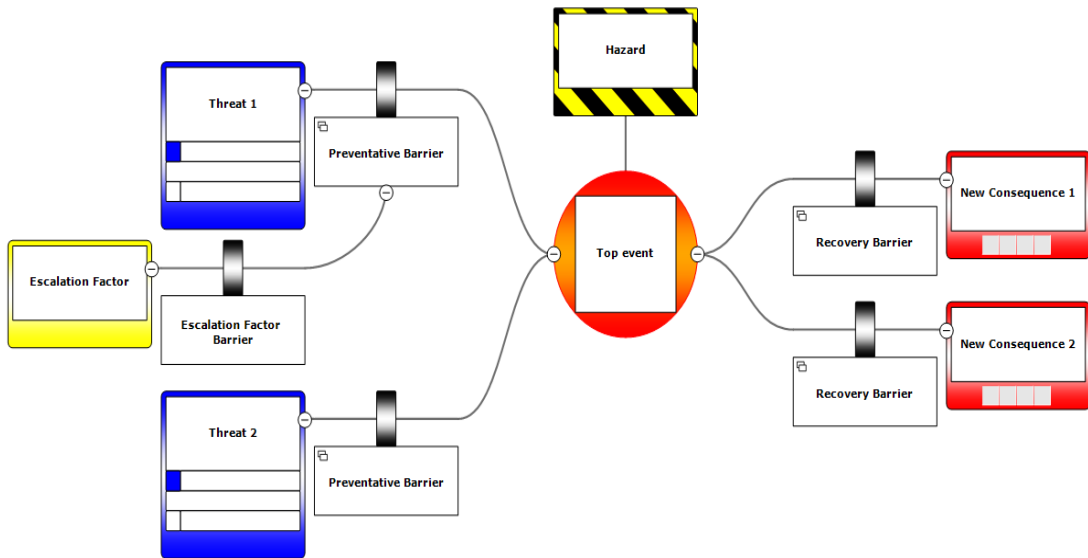 Hazard
Threat 1
Preventative Barrier
New Consequence 1
Recovery Barrier
Top event
Escalation Factor
Escalation Factor
Barrier
New Consequence 2
Recovery Barrier
Threat 2
Preventative Barrier